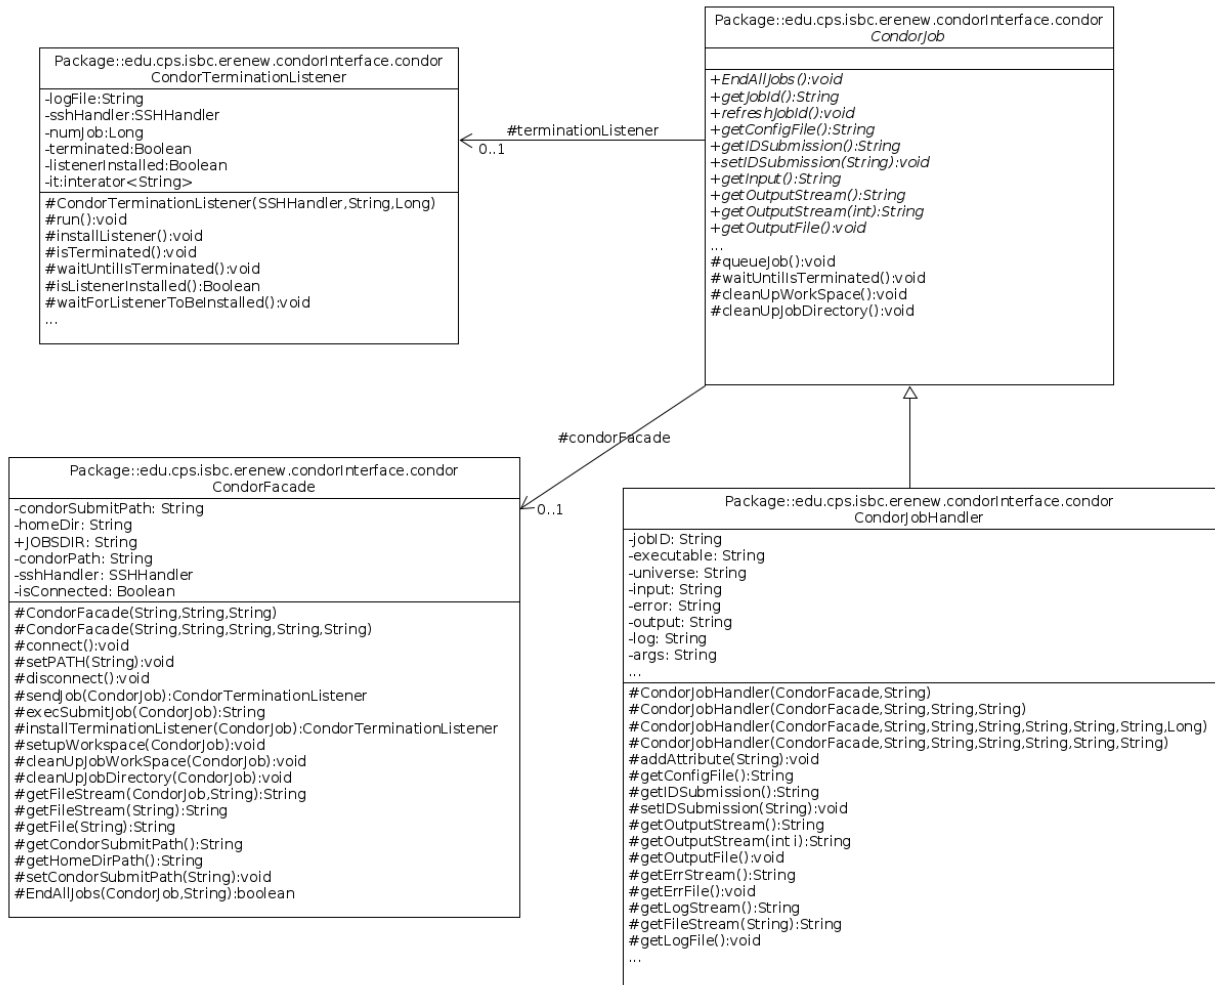 Package::edu.cps.isbc.erenew.condorInterface.condor
CondorTerminationListener
-logFile:String
-sshHandler:SSHHandler
-numJob:Long
-terminated:Boolean
-listenerInstalled:Boolean
-it:interator<String>
#CondorTerminationListener(SSHHandler,String,Long)
#run():void
#installListener():void
#isTerminated():void
#waitUntilIsTerminated():void
#isListenerInstalled():Boolean
#waitForListenerToBeInstalled():void
...
#terminationListener
0..1
Package::edu.cps.isbc.erenew.condorInterface.condor
CondorJob
+EndAllJobs():void
+getJobId():String
+refreshJobId():void
+getConfigFile():String
+getIDSubmission():String
+setIDSubmission(String):void
+getInput():String
+getOutputStream():String
+getOutputStream(int):String
+getOutputFile():void
...
#queueJob():void
#waitUntilIsTerminated():void
#cleanUpWorkSpace():void
#cleanUpJobDirectory():void
#condorFacade
0..1
Package::edu.cps.isbc.erenew.condorInterface.condor
CondorFacade
-condorSubmitPath: String
-homeDir: String
+JOBSDIR: String
-condorPath: String
-sshHandler: SSHHandler
-isConnected: Boolean
#CondorFacade(String,String,String)
#CondorFacade(String,String,String,String,String)
#connect():void
#setPATH(String):void
#disconnect():void
#sendJob(CondorJob):CondorTerminationListener
#execSubmitJob(CondorJob):String
#installTerminationListener(CondorJob):CondorTerminationListener
#setupWorkspace(CondorJob):void
#cleanUpJobWorkSpace(CondorJob):void
#cleanUpJobDirectory(CondorJob):void
#getFileStream(CondorJob,String):String
#getFileStream(String):String
#getFile(String):String
#getCondorSubmitPath():String
#getHomeDirPath():String
#setCondorSubmitPath(String):void
#EndAllJobs(CondorJob,String):boolean
Package::edu.cps.isbc.erenew.condorInterface.condor
CondorJobHandler
-jobID: String
-executable: String
-universe: String
-input: String
-error: String
-output: String
-log: String
-args: String
...
#CondorJobHandler(CondorFacade,String)
#CondorJobHandler(CondorFacade,String,String,String)
#CondorJobHandler(CondorFacade,String,String,String,String,String,String,Long)
#CondorJobHandler(CondorFacade,String,String,String,String,String,String)
#addAttribute(String):void
#getConfigFile():String
#getIDSubmission():String
#setIDSubmission(String):void
#getOutputStream():String
#getOutputStream(int i):String
#getOutputFile():void
#getErrStream():String
#getErrFile():void
#getLogStream():String
#getFileStream(String):String
#getLogFile():void
...